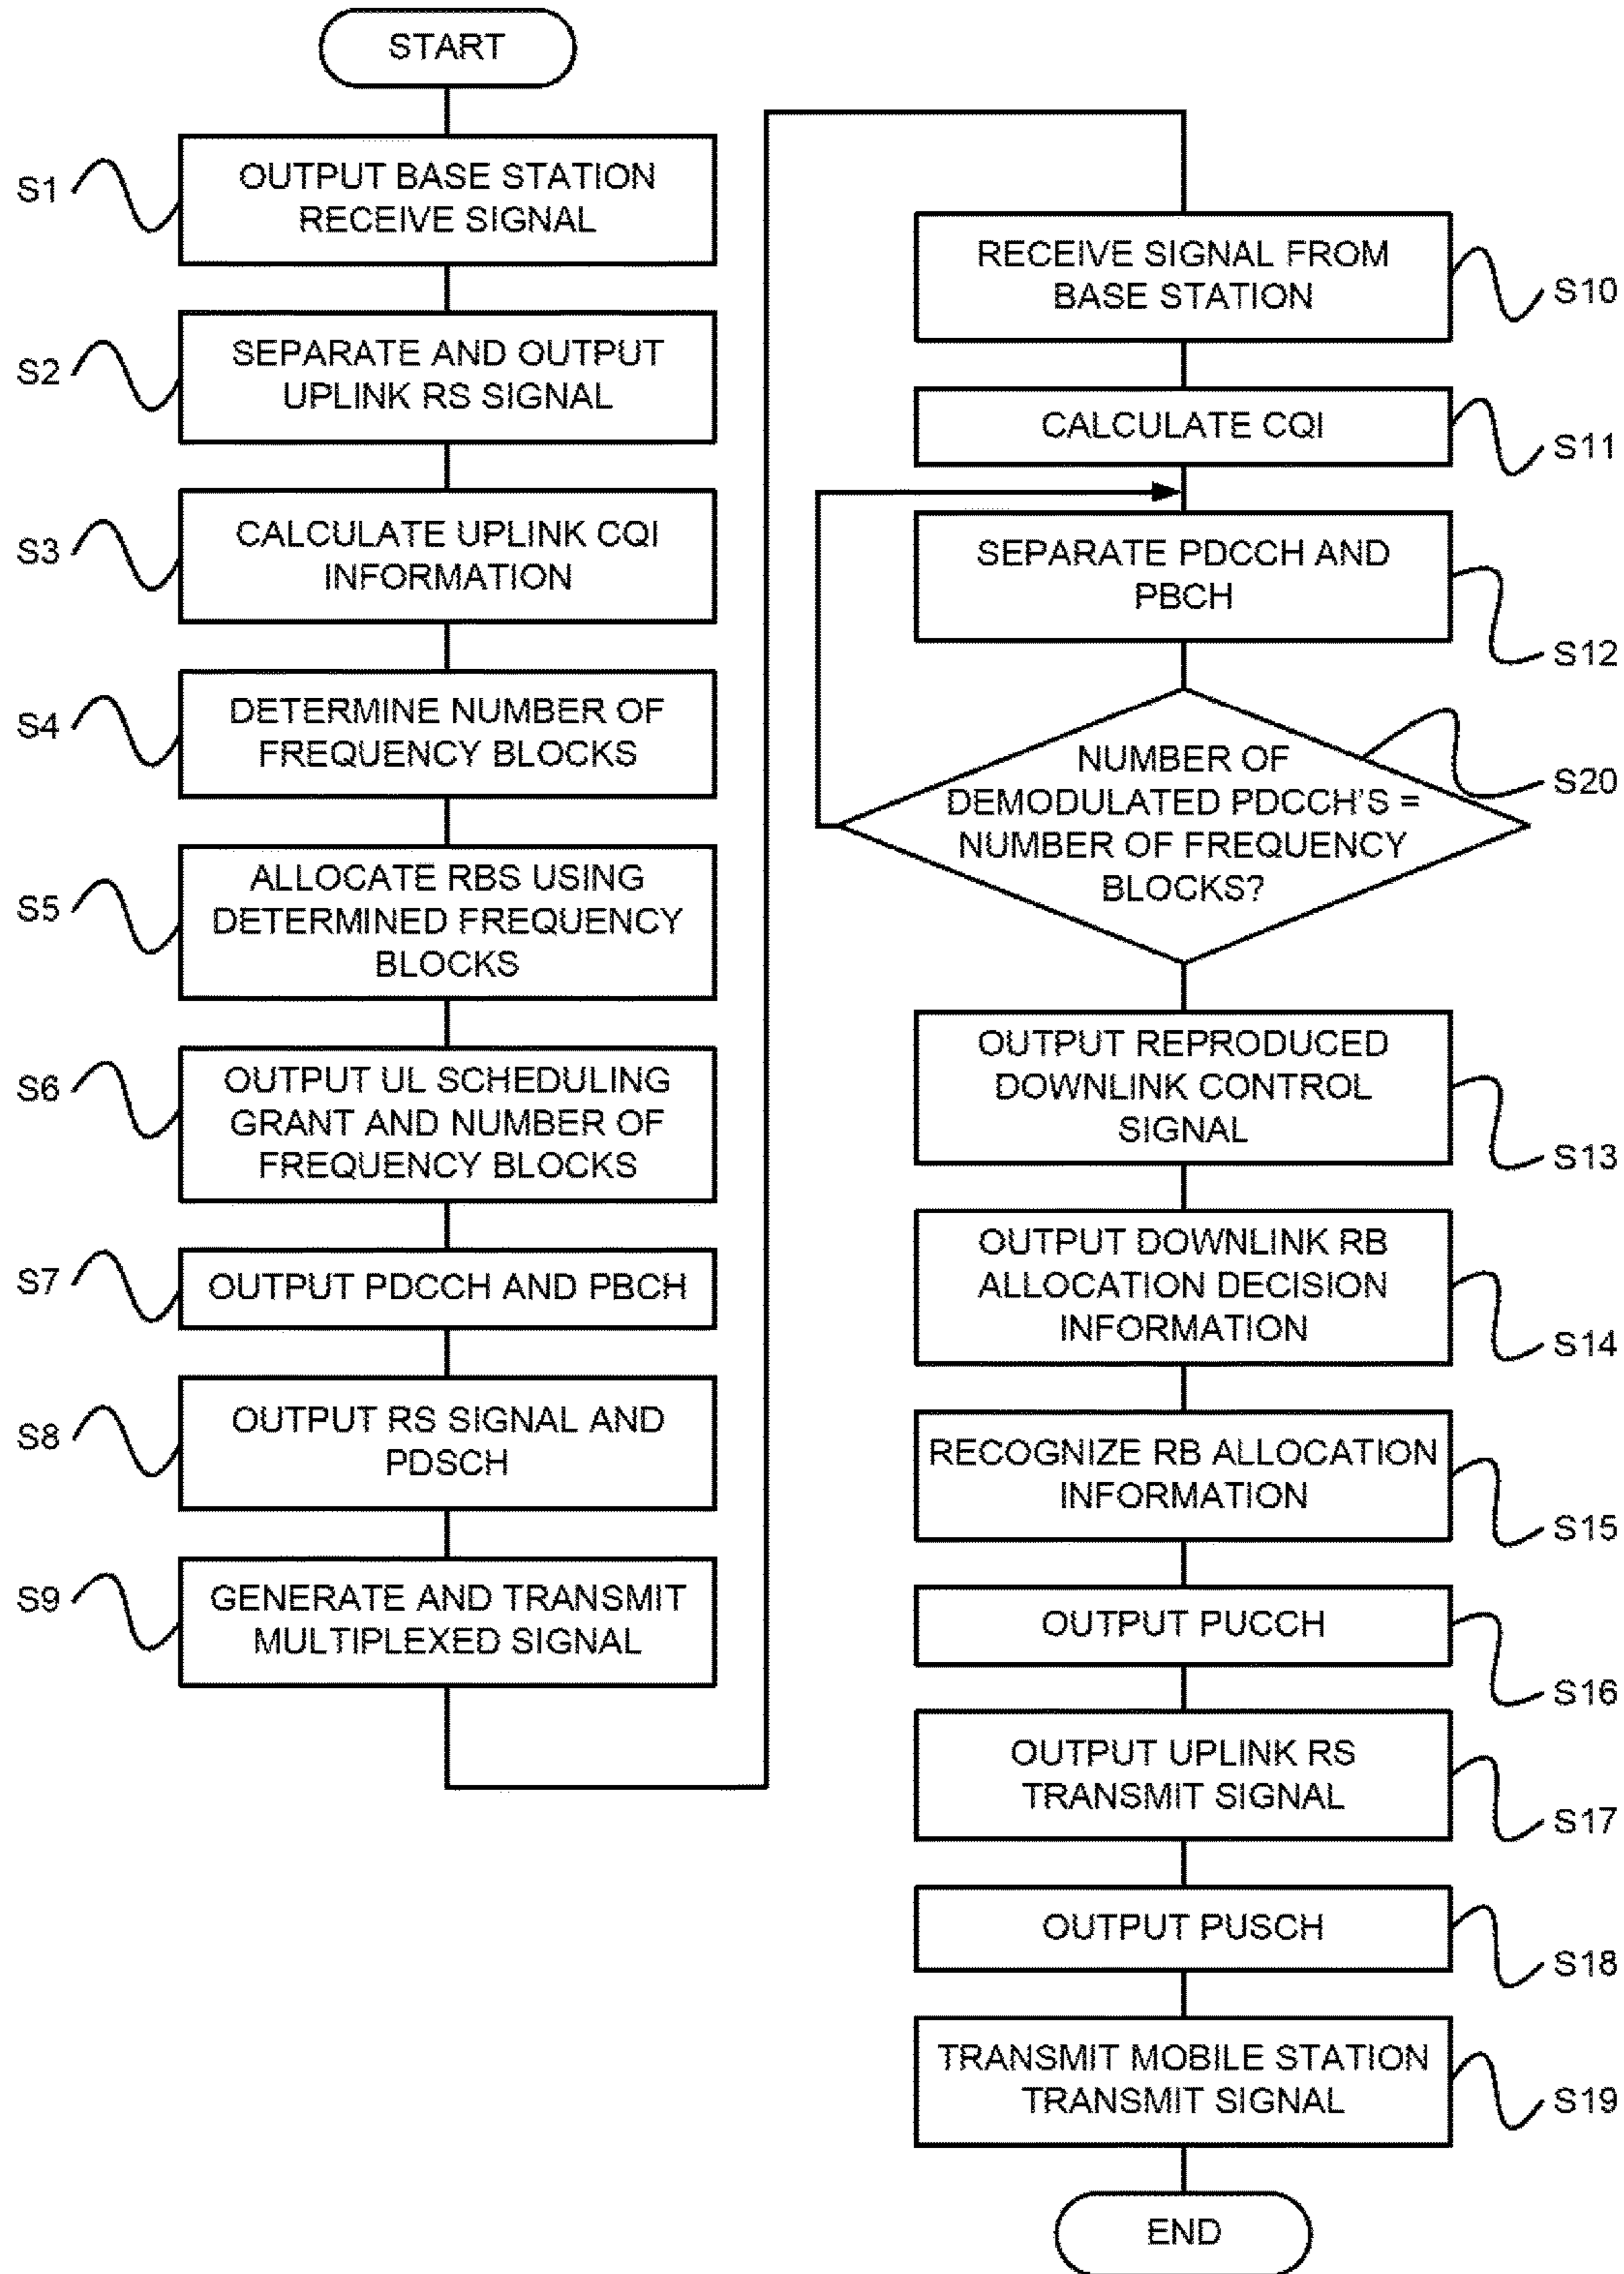 START
S1
OUTPUT BASE STATION
RECEIVE SIGNAL
S2
SEPARATE AND OUTPUT
UPLINK RS SIGNAL
S3
CALCULATE UPLINK CQI
INFORMATION
S4
DETERMINE NUMBER OF
FREQUENCY BLOCKS
S5
ALLOCATE RBS USING
DETERMINED FREQUENCY
BLOCKS
S6
OUTPUT UL SCHEDULING
GRANT AND NUMBER OF
FREQUENCY BLOCKS
S7
OUTPUT PDCCH AND PBCH
S8
OUTPUT RS SIGNAL AND
PDSCH
S9
GENERATE AND TRANSMIT
MULTIPLEXED SIGNAL
RECEIVE SIGNAL FROM
BASE STATION
S10
CALCULATE CQI
S11
SEPARATE PDCCH AND
PBCH
S12
NUMBER OF
DEMODULATED PDCCH'S =
NUMBER OF FREQUENCY
BLOCKS?
S20
OUTPUT REPRODUCED
DOWNLINK CONTROL
SIGNAL
S13
OUTPUT DOWNLINK RB
ALLOCATION DECISION
INFORMATION
S14
RECOGNIZE RB ALLOCATION
INFORMATION
S15
OUTPUT PUCCH
S16
OUTPUT UPLINK RS
TRANSMIT SIGNAL
S17
OUTPUT PUSCH
S18
TRANSMIT MOBILE STATION
TRANSMIT SIGNAL
S19
END